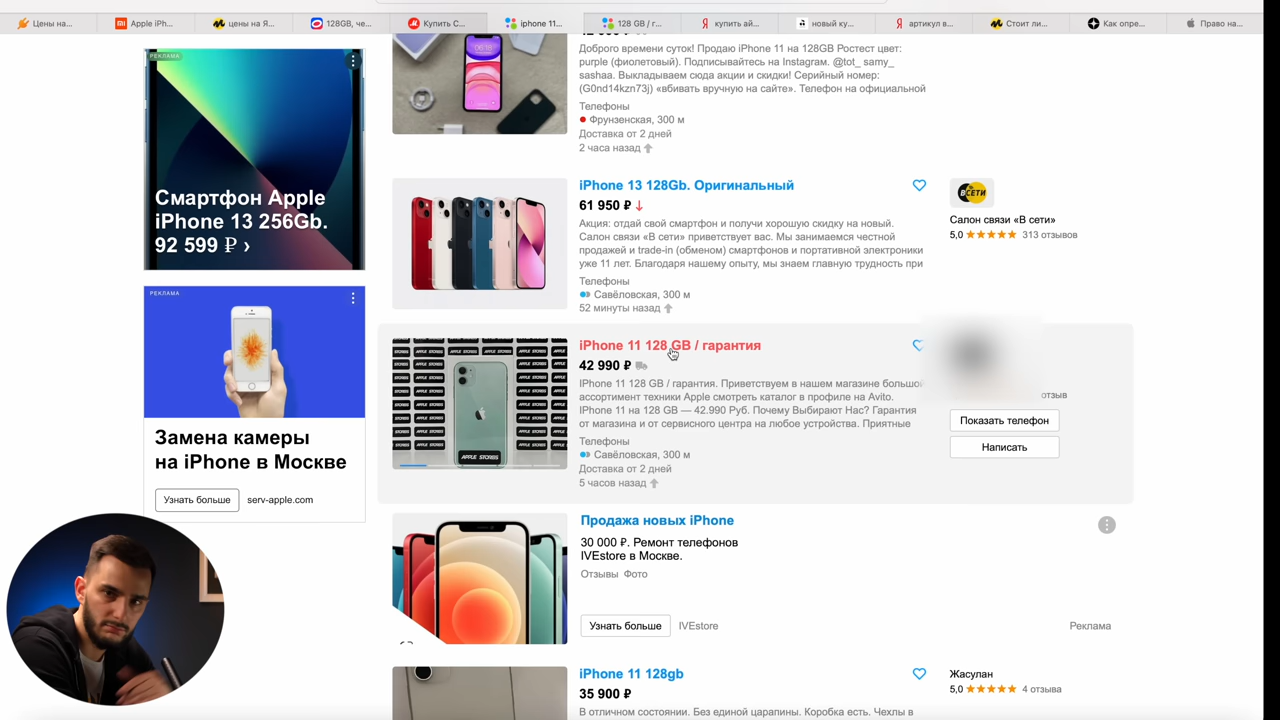 Цены на...
Apple iPh...
цены на Я...
128GB, че...
Купить С...
iphone 11...
128 GB / г...
купить ай...
новый ку...
артикул в...
Стоит ли...
Как опре...
Право на...
РЕКЛАМА
Смартфон Apple
iPhone 13 256Gb.
92 599 ₽ ›
РЕКЛАМА
Замена камеры
на iPhone в Москве
Узнать больше
serv-apple.com
Доброго времени суток! Продаю iPhone 11 на 128GB Ростест цвет:
purple (фиолетовый). Подписывайтесь на Instagram. @tot_ samy_
sashaa. Выкладываем сюда акции и скидки! Серийный номер:
(G0nd14kzn73j) «вбивать вручную на сайте». Телефон на официальной
Телефоны
Фрунзенская, 300 м
Доставка от 2 дней
2 часа назад
iPhone 13 128Gb. Оригинальный
61 950 ₽
Акция: отдай свой смартфон и получи хорошую скидку на новый.
Салон связи «В сети» приветствует вас. Мы занимаемся честной
продажей и trade-in (обменом) смартфонов и портативной электроники
уже 11 лет. Благодаря нашему опыту, мы знаем главную трудность при
Телефоны
Савёловская, 300 м
52 минуты назад
ВСЕТИ
Салон связи «В сети»
5,0
313 отзывов
iPhone 11 128 GB / гарантия
42 990 ₽
IPhone 11 128 GB / гарантия. Приветствуем в нашем магазине большой
ассортимент техники Apple смотреть каталог в профиле на Avito.
IPhone 11 на 128 GB — 42.990 Руб. Почему Выбирают Нас? Гарантия
от магазина и от сервисного центра на любое устройства. Приятные
Телефоны
Савёловская, 300 м
Доставка от 2 дней
5 часов назад
отзыв
Показать телефон
Написать
APPLE STORES
Продажа новых iPhone
30 000 ₽. Ремонт телефонов
IVEstore в Москве.
Отзывы Фото
Узнать больше
IVEstore
Реклама
iPhone 11 128gb
35 900 ₽
В отличном состоянии. Без единой царапины. Коробка есть. Чехлы в
Жасулан
5,0
4 отзыва